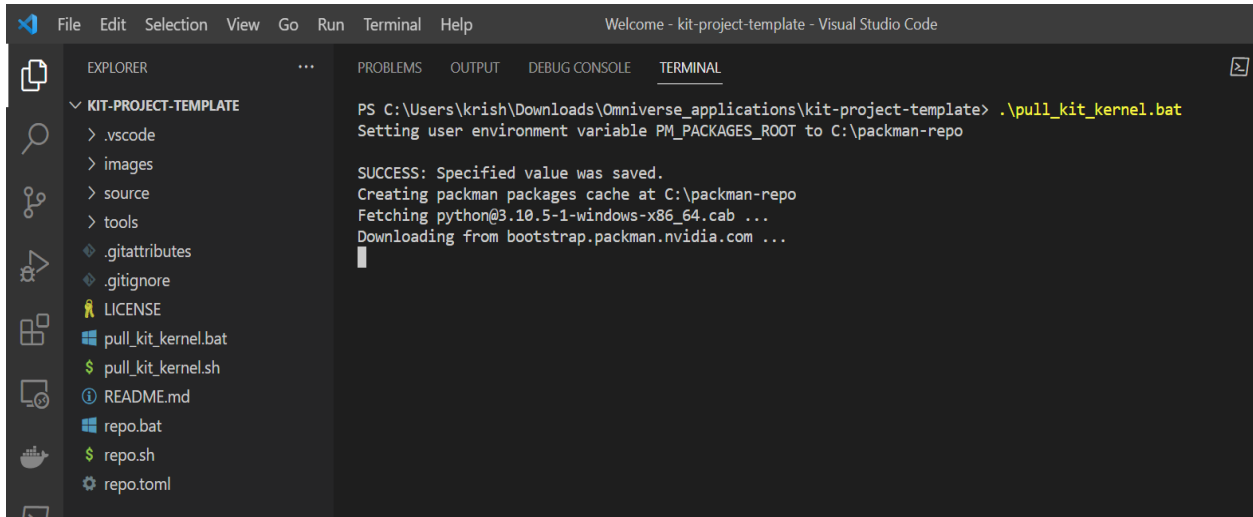 File Edit Selection View Go Run Terminal Help Welcome - kit-project-template - Visual Studio Code
EXPLORER ···
KIT-PROJECT-TEMPLATE
.vscode
images
source
tools
.gitattributes
.gitignore
LICENSE
pull_kit_kernel.bat
$ pull_kit_kernel.sh
README.md
repo.bat
$ repo.sh
repo.toml
PROBLEMS OUTPUT DEBUG CONSOLE TERMINAL
PS C:\Users\krish\Downloads\Omniverse_applications\kit-project-template> .\pull_kit_kernel.bat
Setting user environment variable PM_PACKAGES_ROOT to C:\packman-repo
SUCCESS: Specified value was saved.
Creating packman packages cache at C:\packman-repo
Fetching python@3.10.5-1-windows-x86_64.cab ...
Downloading from bootstrap.packman.nvidia.com ...